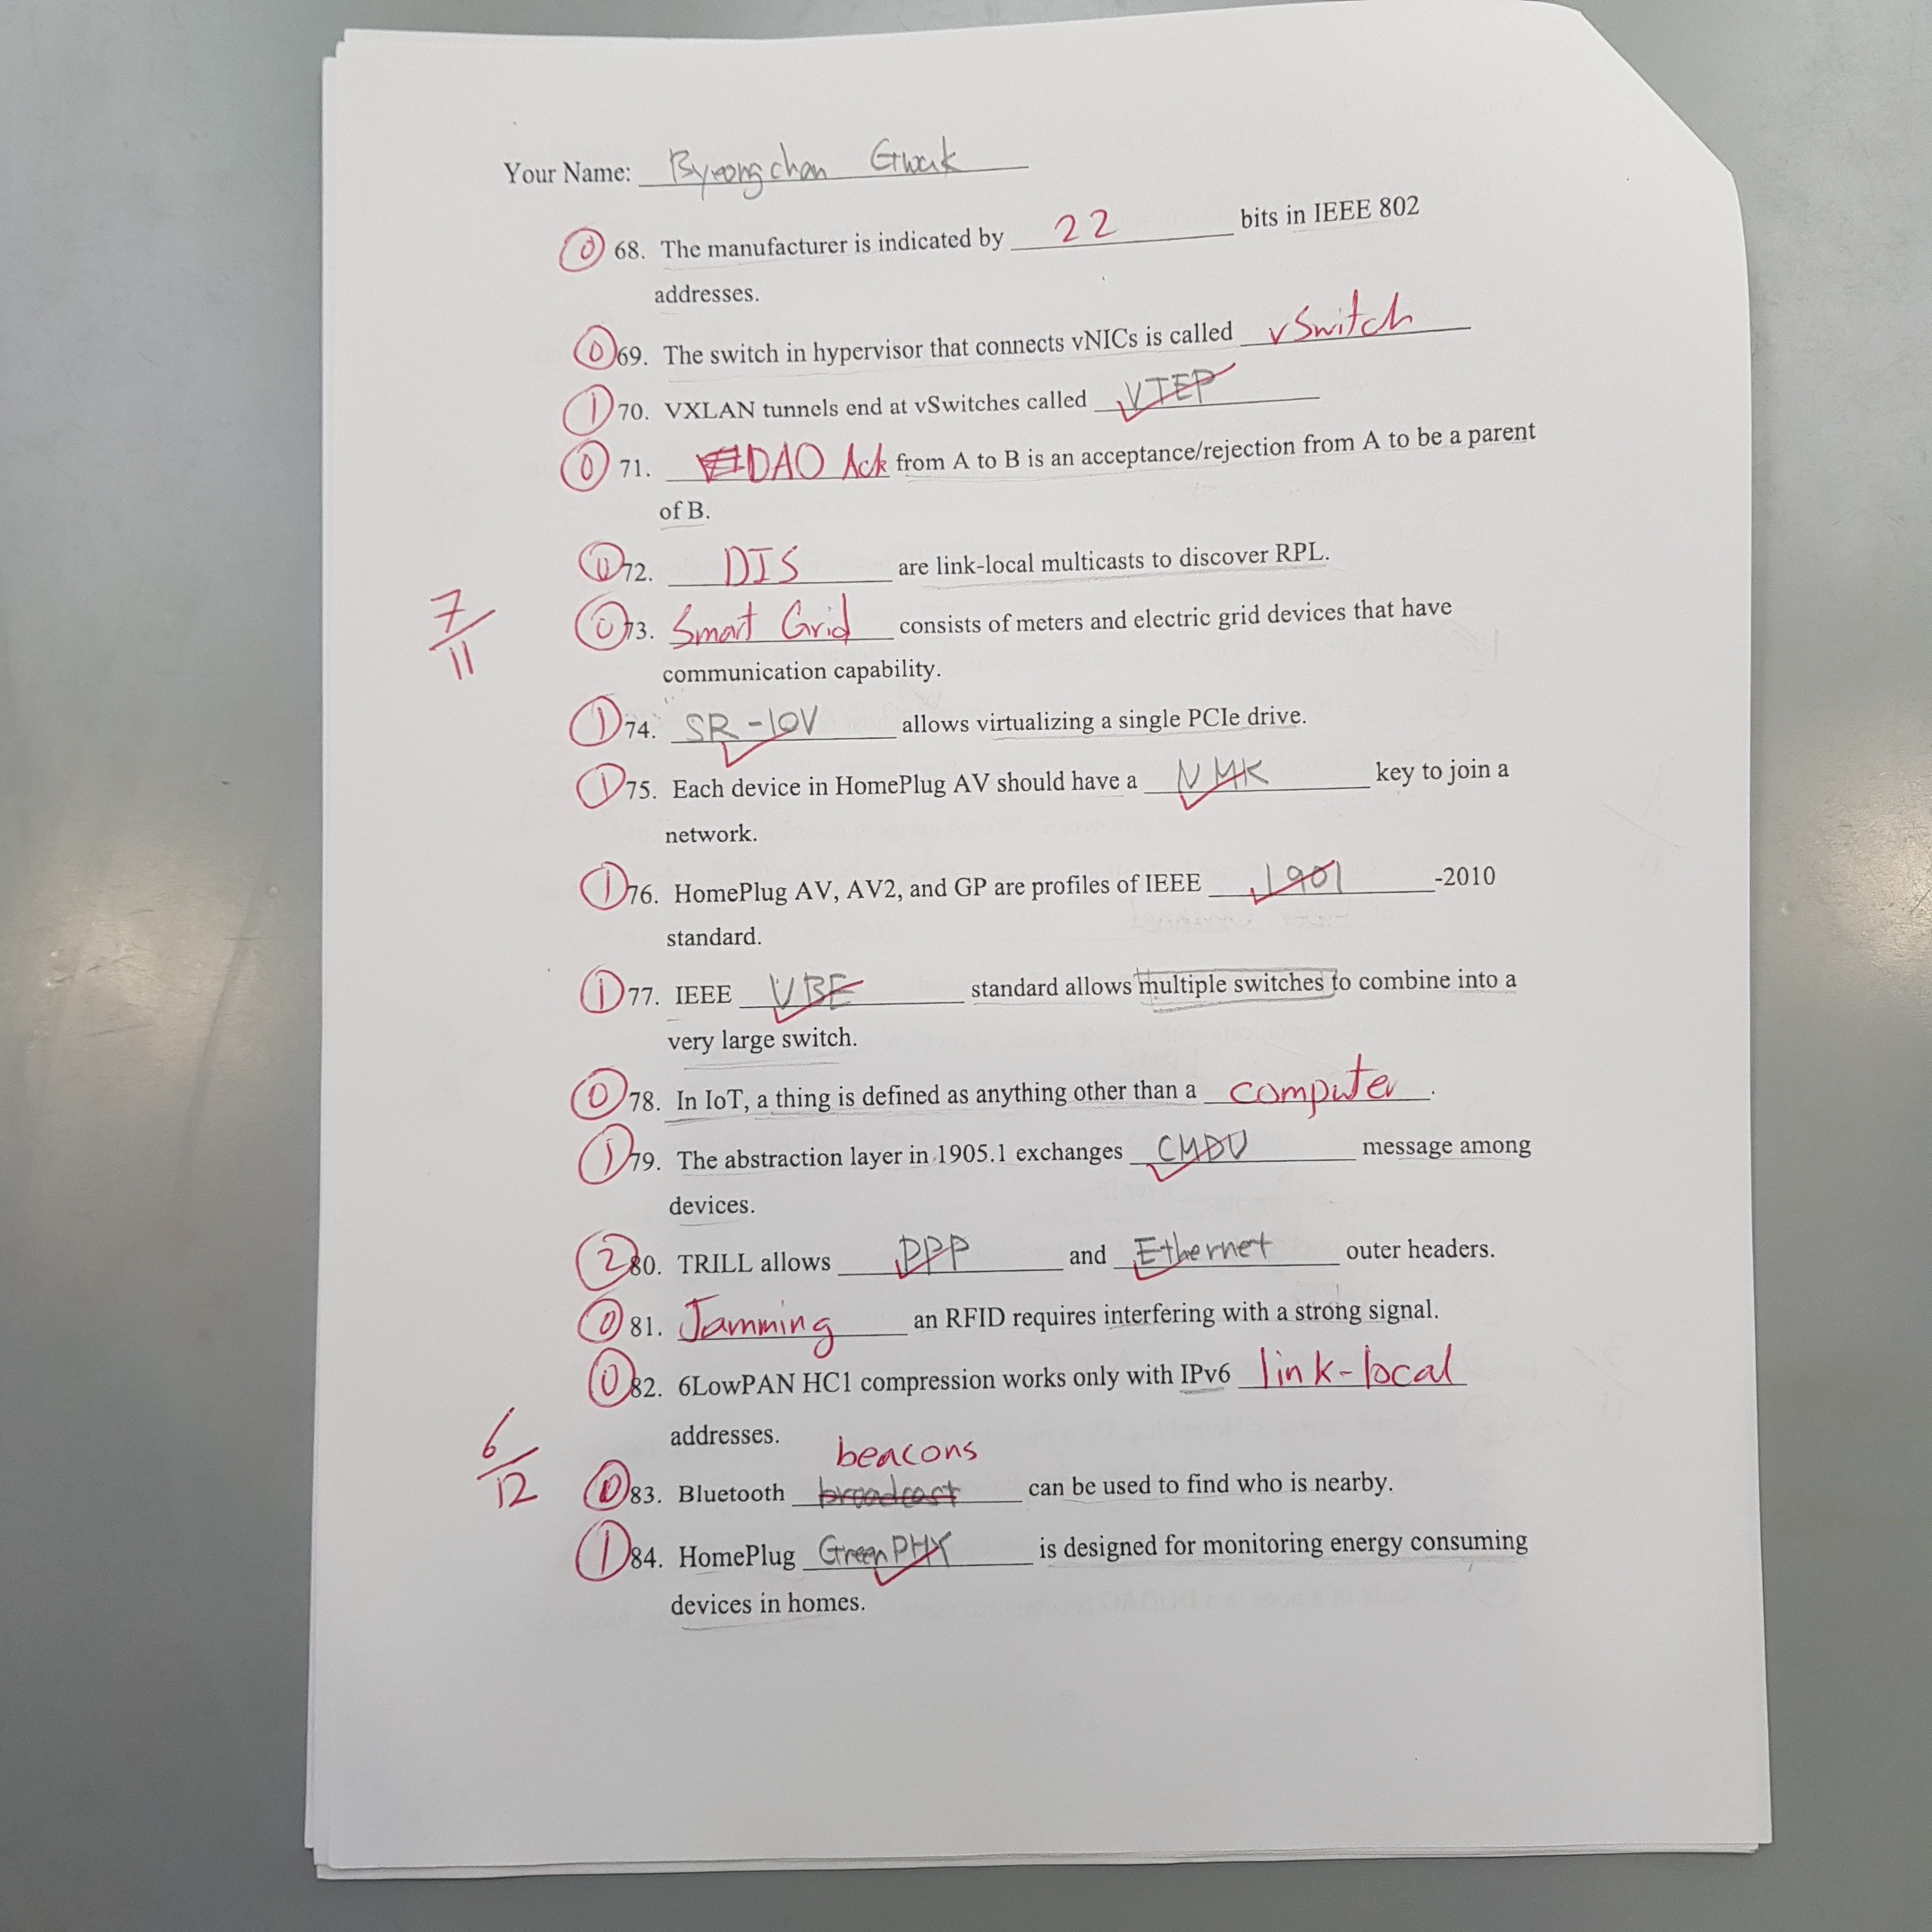 Your Name: Byeongchan Gwak
0 68. The manufacturer is indicated by 22 bits in IEEE 802
addresses.
0 69. The switch in hypervisor that connects vNICs is called vSwitch
1 70. VXLAN tunnels end at vSwitches called VTEP
0 71. DAO Ack from A to B is an acceptance/rejection from A to be a parent
of B.
0 72. DIS are link-local multicasts to discover RPL.
7/11
0 73. Smart Grid consists of meters and electric grid devices that have
communication capability.
1 74. SR-IOV allows virtualizing a single PCIe drive.
1 75. Each device in HomePlug AV should have a NMK key to join a
network.
1 76. HomePlug AV, AV2, and GP are profiles of IEEE 1901 -2010
standard.
1 77. IEEE VBE standard allows multiple switches to combine into a
very large switch.
0 78. In IoT, a thing is defined as anything other than a computer.
1 79. The abstraction layer in 1905.1 exchanges CMDU message among
devices.
2 80. TRILL allows PPP and Ethernet outer headers.
0 81. Jamming an RFID requires interfering with a strong signal.
0 82. 6LowPAN HC1 compression works only with IPv6 link-local
addresses.
beacons
6/12
0 83. Bluetooth broadcast can be used to find who is nearby.
1 84. HomePlug GreenPHY is designed for monitoring energy consuming
devices in homes.